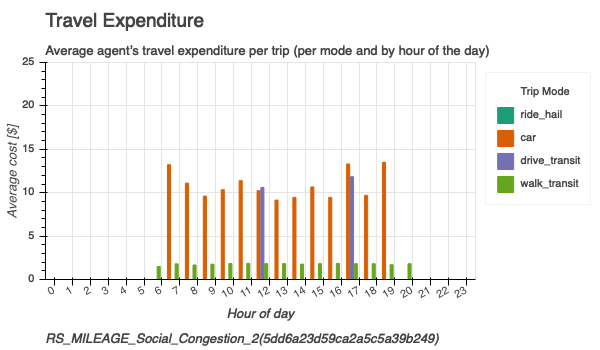 Travel Expenditure
Average agent's travel expenditure per trip (per mode and by hour of the day)
25
20
15
10
5
0
Average cost [$]
0 1 2 3 4 5 6 7 8 9 10 11 12 13 14 15 16 17 18 19 20 21 22 23
Hour of day
Trip Mode
ride_hail
car
drive_transit
walk_transit
RS_MILEAGE_Social_Congestion_2(5dd6a23d59ca2a5c5a39b249)